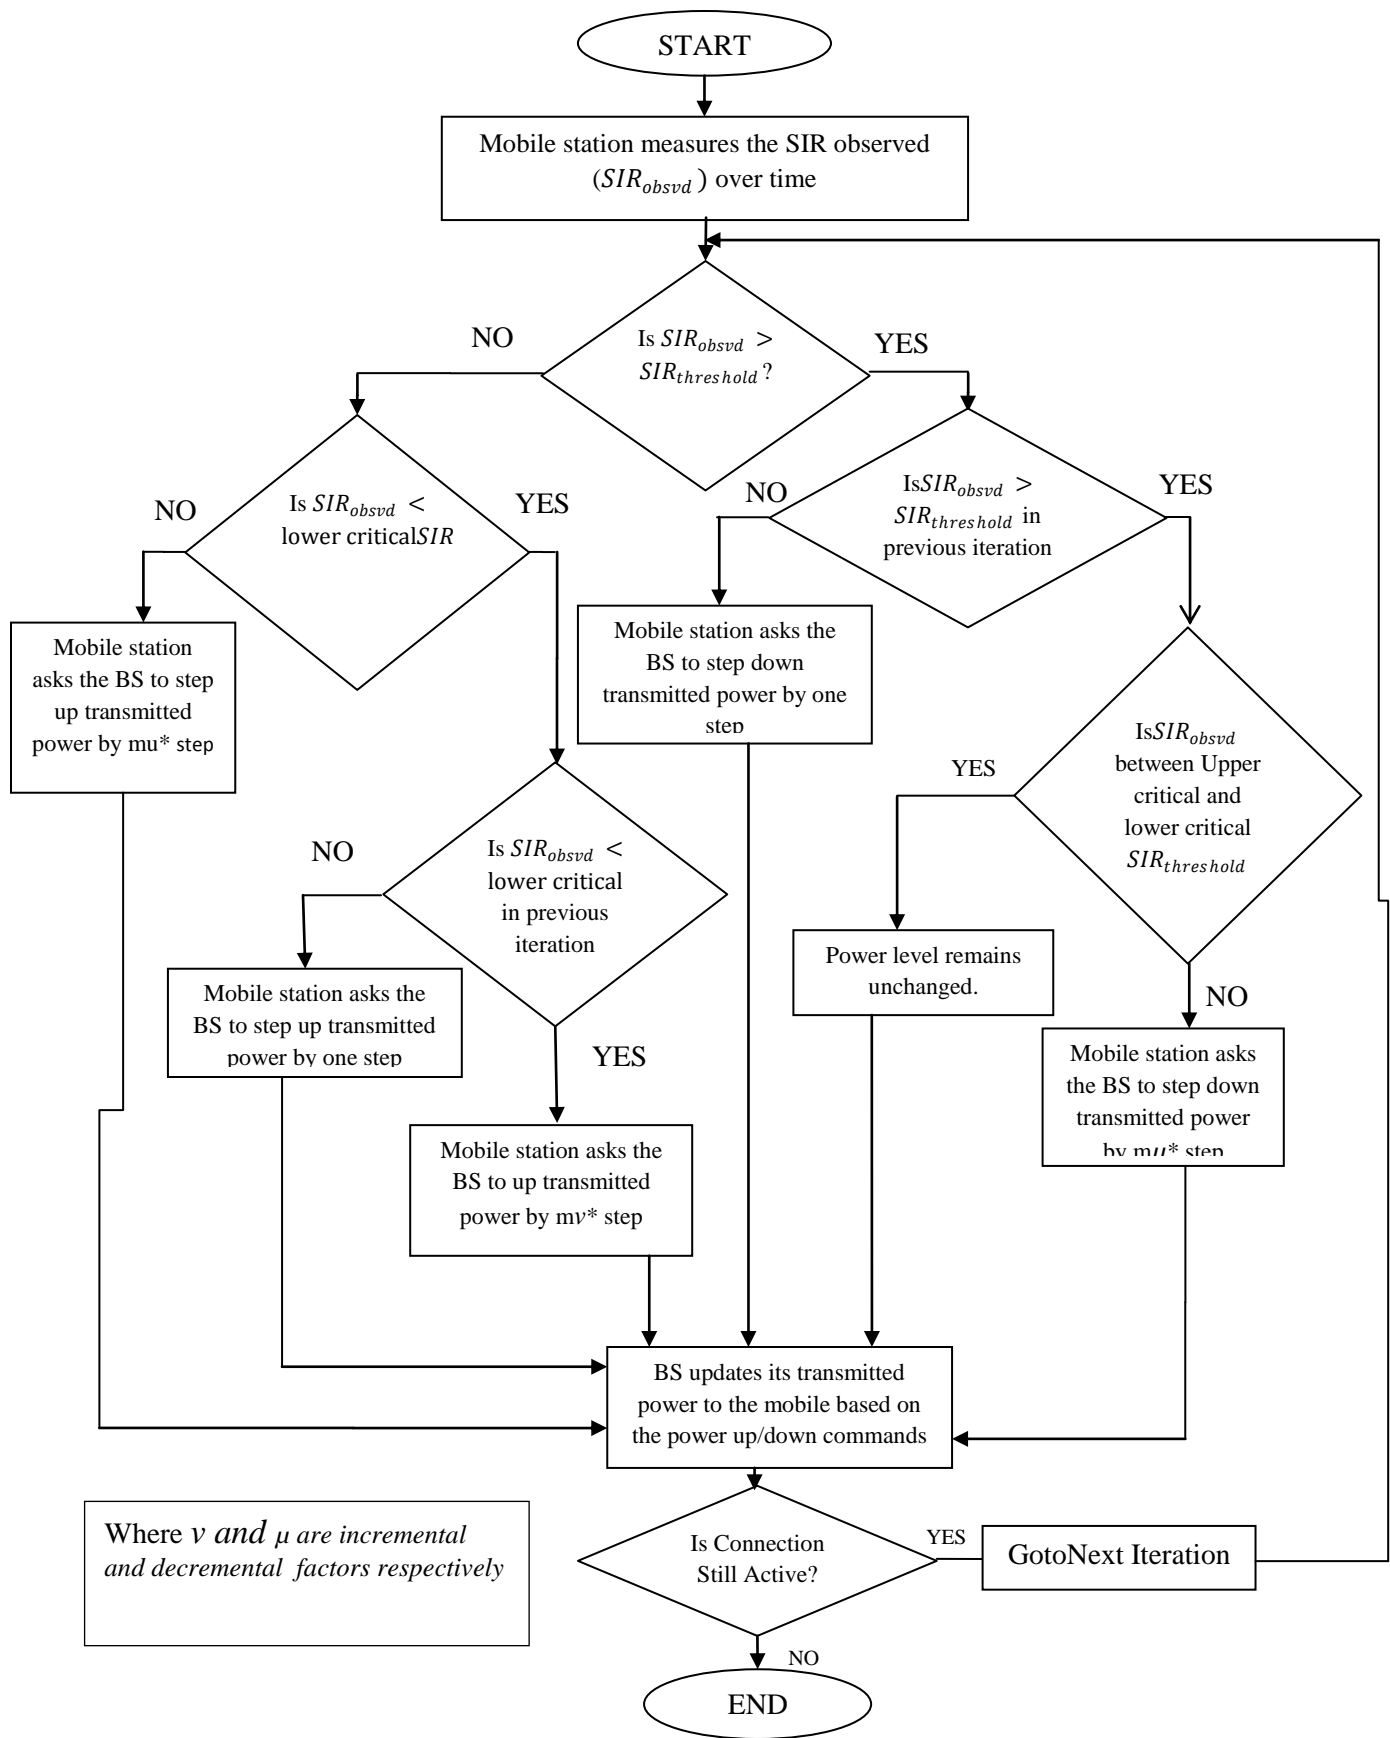 START
Mobile station measures the SIR observed
(SIR_obsvd) over time
NO
Is SIR_obsvd >
SIR_threshold?
YES
NO
Is SIR_obsvd <
lower criticalSIR
YES
NO
IsSIR_obsvd >
SIR_threshold in
previous iteration
YES
Mobile station
asks the BS to step
up transmitted
power by mu* step
Mobile station asks the
BS to step down
transmitted power by one
step
YES
IsSIR_obsvd
between Upper
critical and
lower critical
SIR_threshold
NO
Is SIR_obsvd <
lower critical
in previous
iteration
Power level remains
unchanged.
NO
Mobile station asks the
BS to step up transmitted
power by one step
YES
Mobile station asks
the BS to step down
transmitted power
by mμ* step
Mobile station asks the
BS to up transmitted
power by mv* step
BS updates its transmitted
power to the mobile based on
the power up/down commands
Where v and μ are incremental
and decremental factors respectively
Is Connection
Still Active?
YES
GotoNext Iteration
NO
END